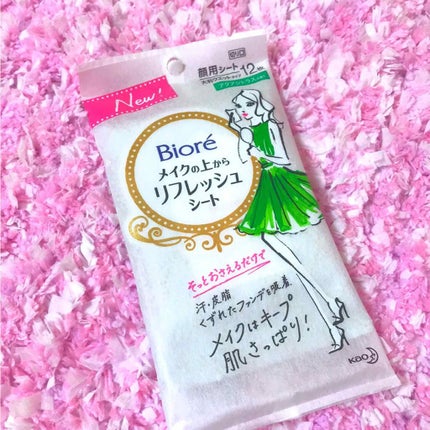 New!
顔用シート 12枚
Bioré
メイクの上から
リフレッシュ
シート
そっとおさえるだけで
汗・皮脂
くずれたファンデを吸着
メイクはキープ
肌さっぱり!
Kao